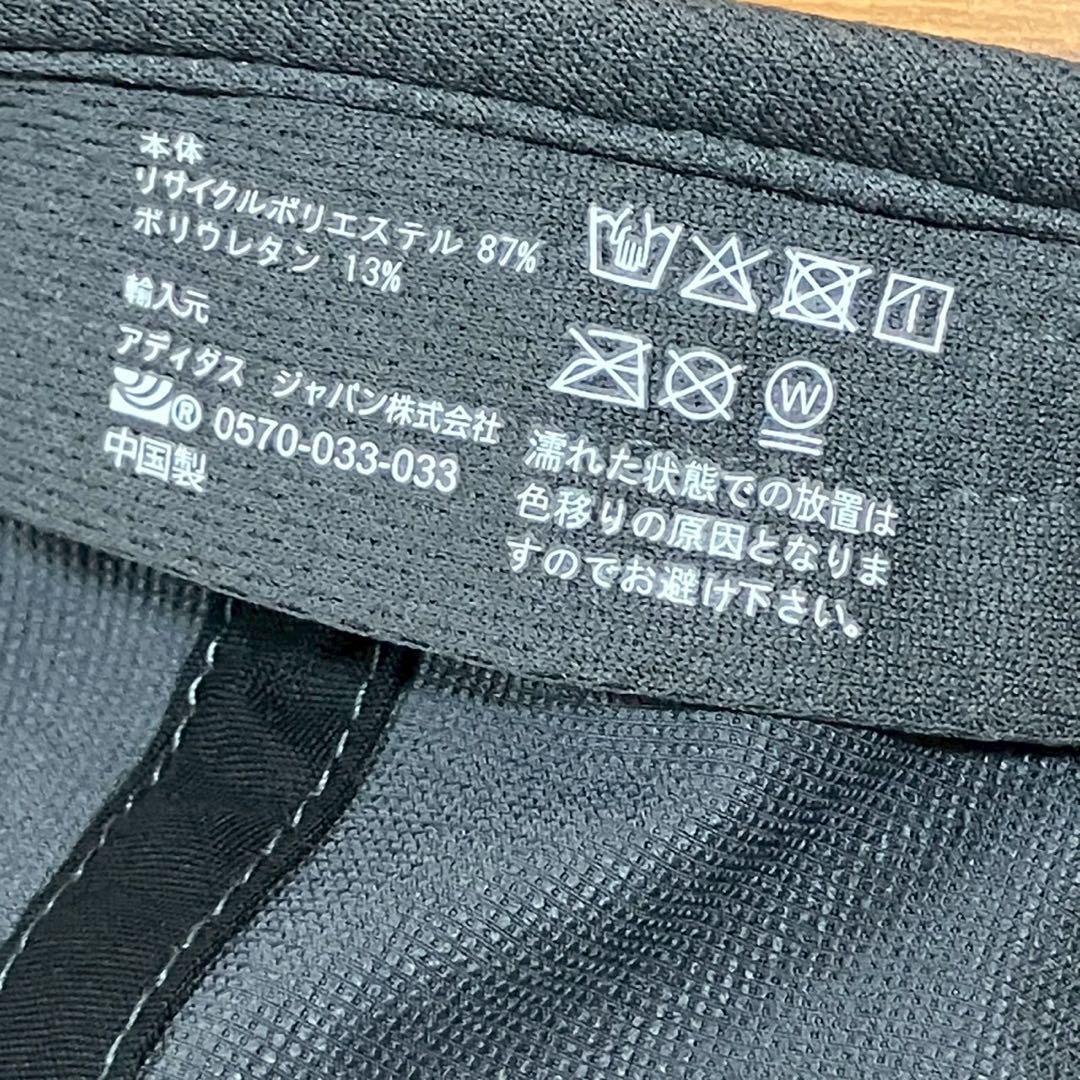 本体
リサイクルポリエステル 87%
ポリウレタン 13%
輸入元
アディダス ジャパン株式会社
® 0570-033-033
中国製
W
濡れた状態での放置は
色移りの原因となりま
すのでお避け下さい。